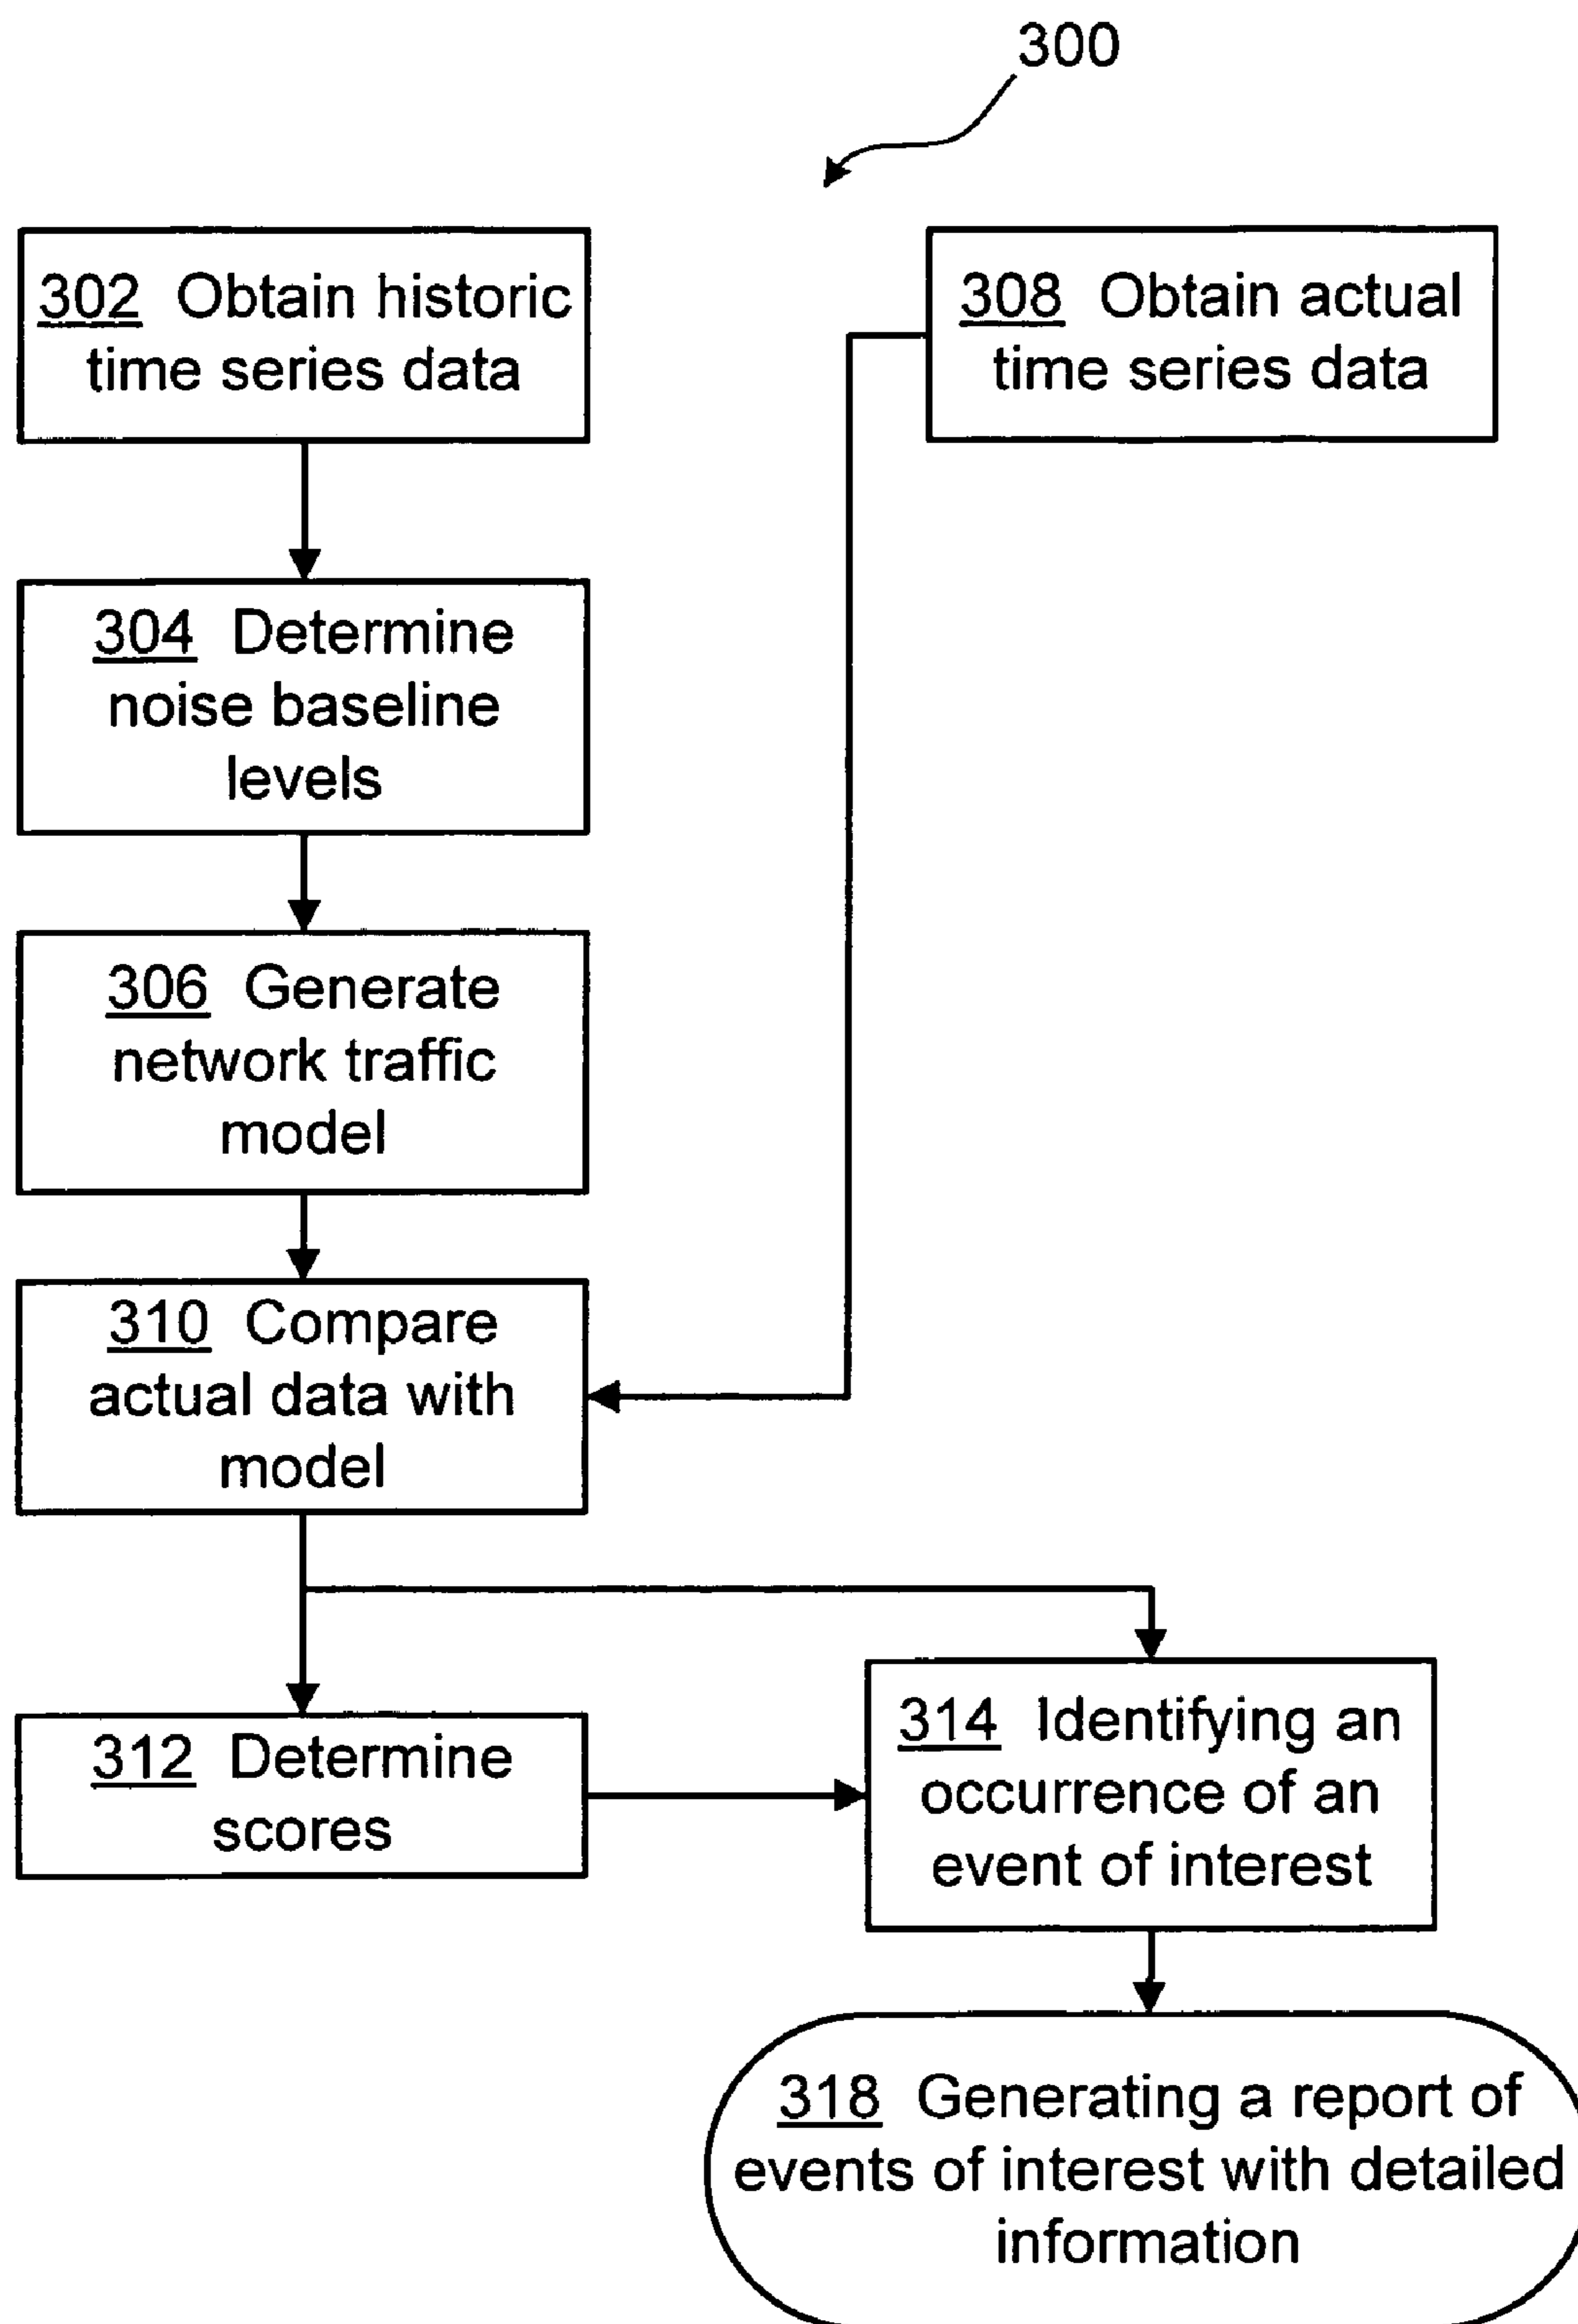 300
302 Obtain historic
time series data
308 Obtain actual
time series data
304 Determine
noise baseline
levels
306 Generate
network traffic
model
310 Compare
actual data with
model
312 Determine
scores
314 Identifying an
occurrence of an
event of interest
318 Generating a report of
events of interest with detailed
information